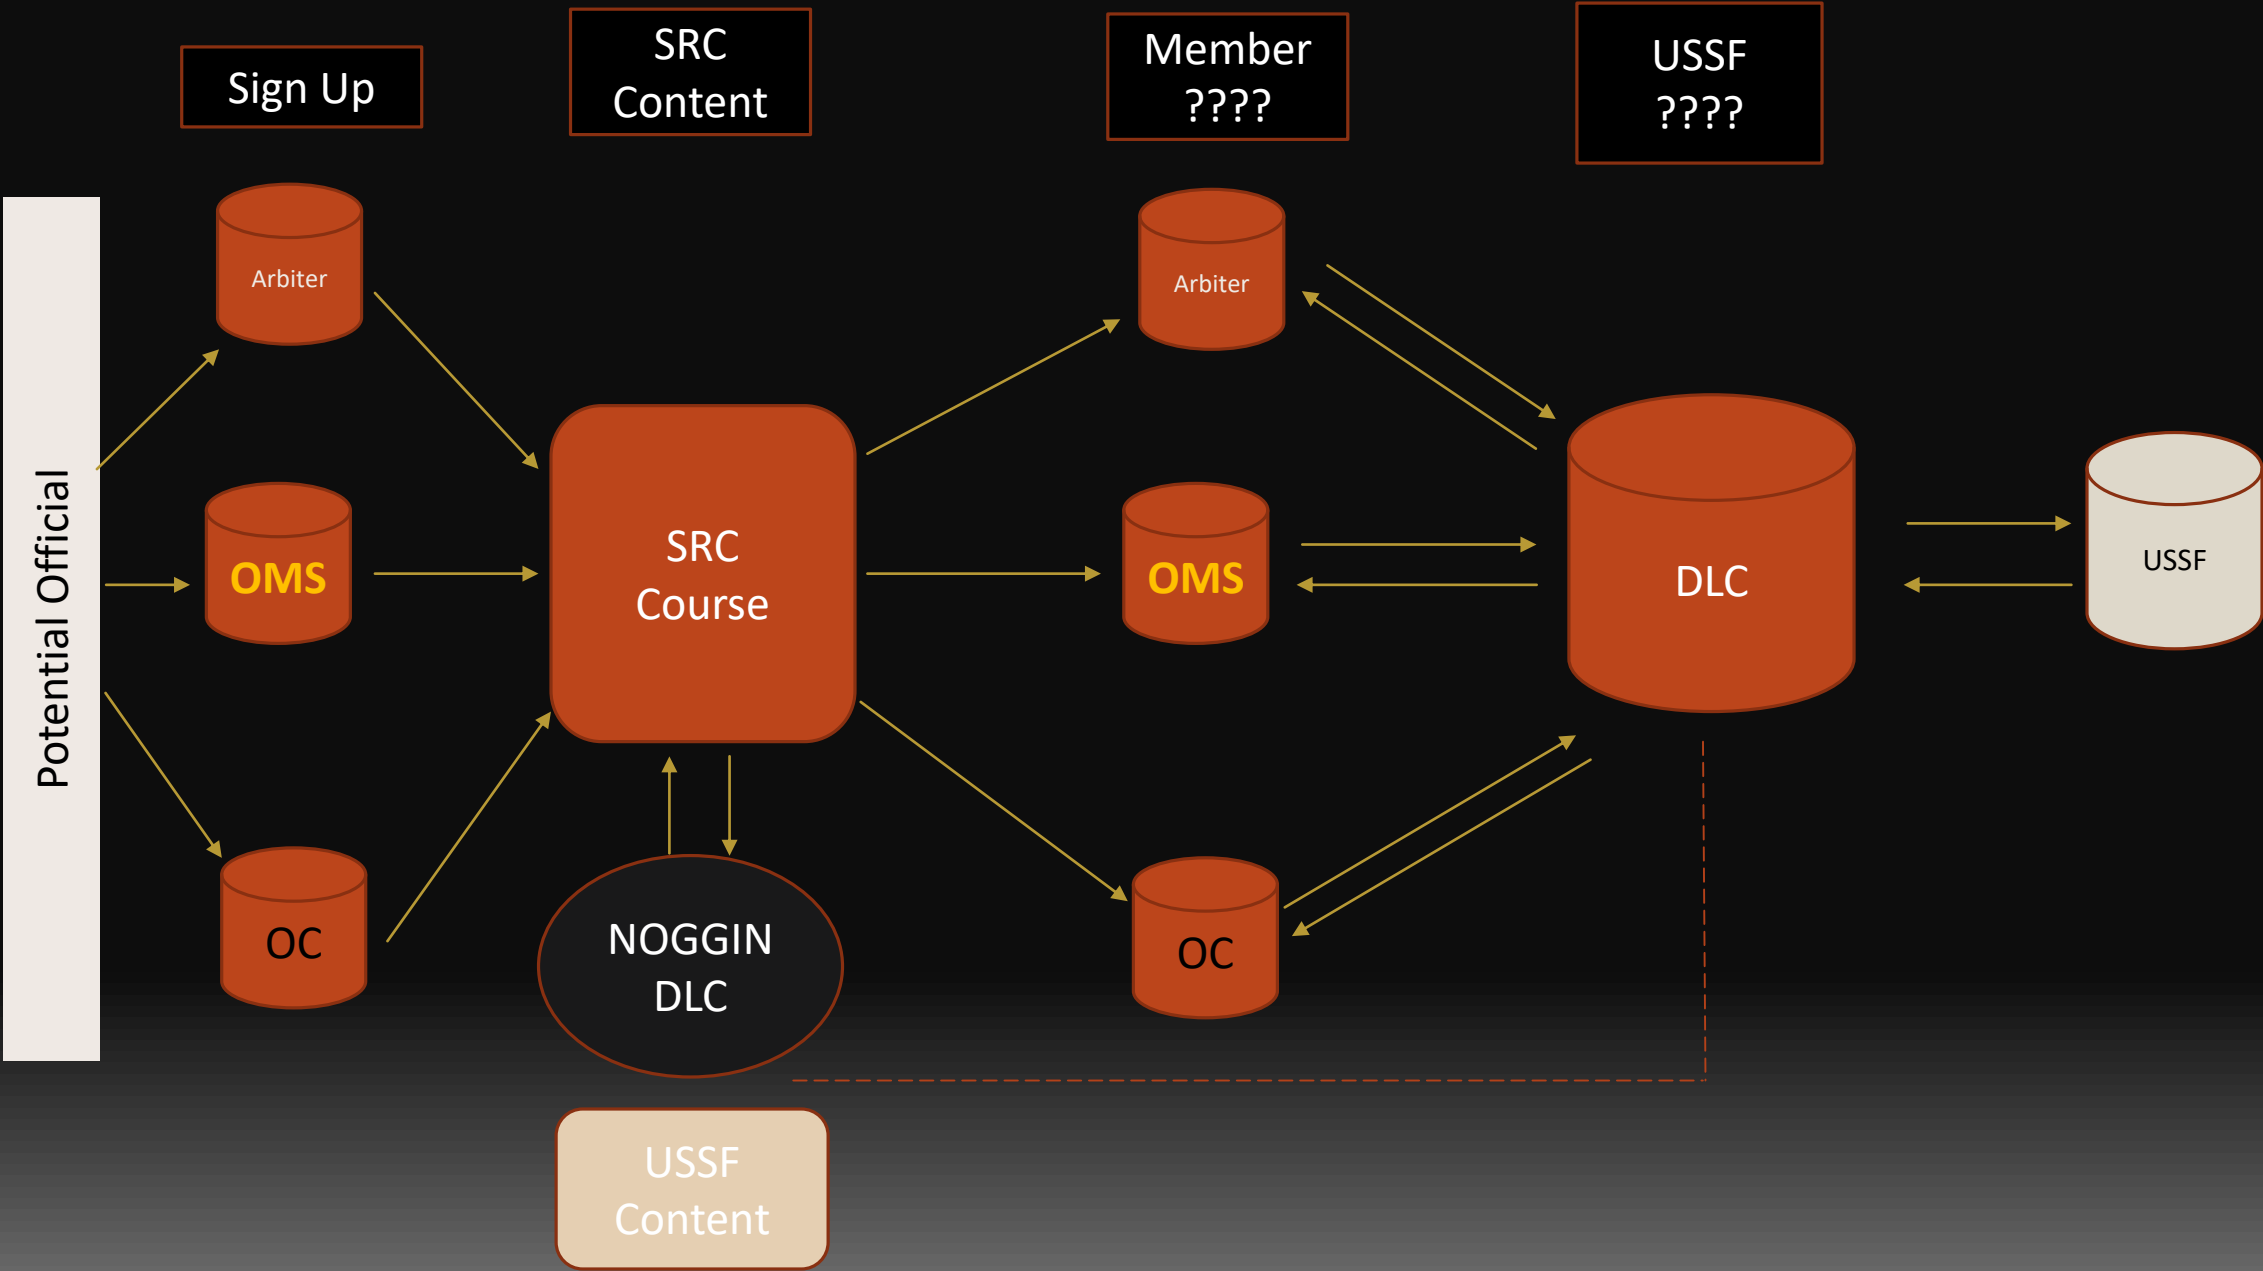 Sign Up
SRC
Content
Member
????
USSF
????
Potential Official
Arbiter
OMS
OC
SRC
Course
NOGGIN
DLC
USSF
Content
Arbiter
OMS
OC
DLC
USSF